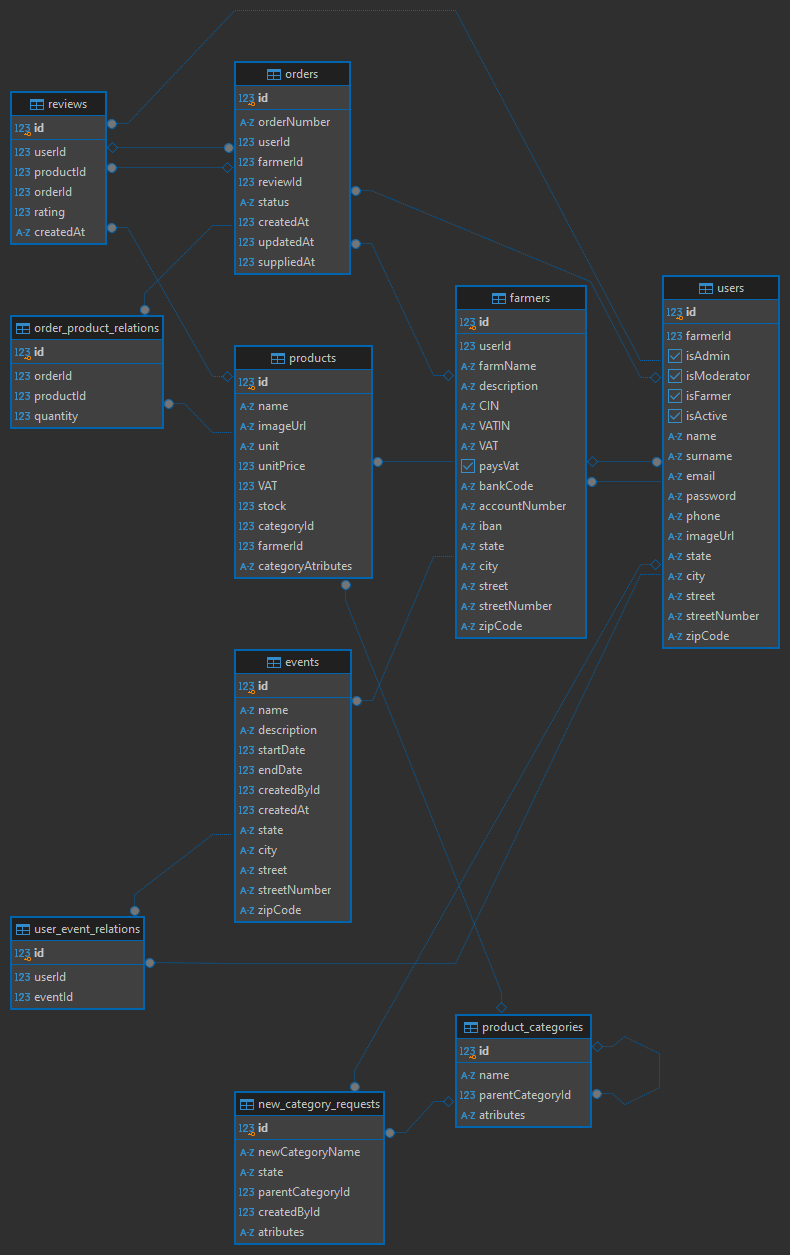 orders
123 id
A-Z orderNumber
123 userId
123 farmerId
123 reviewId
A-Z status
123 createdAt
123 updatedAt
123 suppliedAt
reviews
123 id
123 userId
123 productId
123 orderId
123 rating
A-Z createdAt
order_product_relations
123 id
123 orderId
123 productId
123 quantity
products
123 id
A-Z name
A-Z imageUrl
A-Z unit
123 unitPrice
123 VAT
123 stock
123 categoryId
123 farmerId
A-Z categoryAtributes
farmers
123 id
123 userId
A-Z farmName
A-Z description
A-Z CIN
A-Z VATIN
A-Z VAT
paysVat
A-Z bankCode
A-Z accountNumber
A-Z iban
A-Z state
A-Z city
A-Z street
A-Z streetNumber
A-Z zipCode
users
123 id
123 farmerId
isAdmin
isModerator
isFarmer
isActive
A-Z name
A-Z surname
A-Z email
A-Z password
A-Z phone
A-Z imageUrl
A-Z state
A-Z city
A-Z street
A-Z streetNumber
A-Z zipCode
events
123 id
A-Z name
A-Z description
123 startDate
123 endDate
123 createdById
123 createdAt
A-Z state
A-Z city
A-Z street
A-Z streetNumber
A-Z zipCode
user_event_relations
123 id
123 userId
123 eventId
product_categories
123 id
A-Z name
123 parentCategoryId
A-Z atributes
new_category_requests
123 id
A-Z newCategoryName
A-Z state
123 parentCategoryId
123 createdById
A-Z atributes